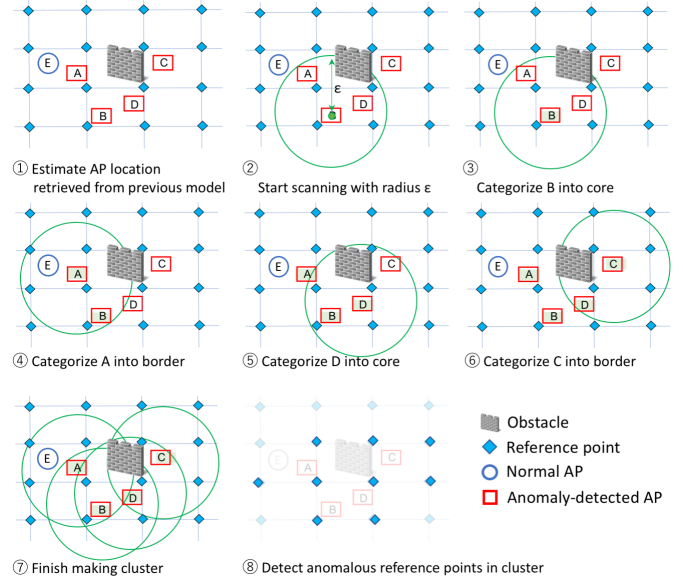 E
A
C
D
B
① Estimate AP location
retrieved from previous model
E
A
C
D
ε
②
Start scanning with radius ε
E
A
C
D
B
③
Categorize B into core
E
A
C
D
B
④ Categorize A into border
E
A
C
D
B
⑤ Categorize D into core
E
A
C
D
B
⑥ Categorize C into border
E
A
C
D
B
⑦ Finish making cluster
E
A
C
D
B
⑧ Detect anomalous reference points in cluster
Obstacle
Reference point
Normal AP
Anomaly-detected AP